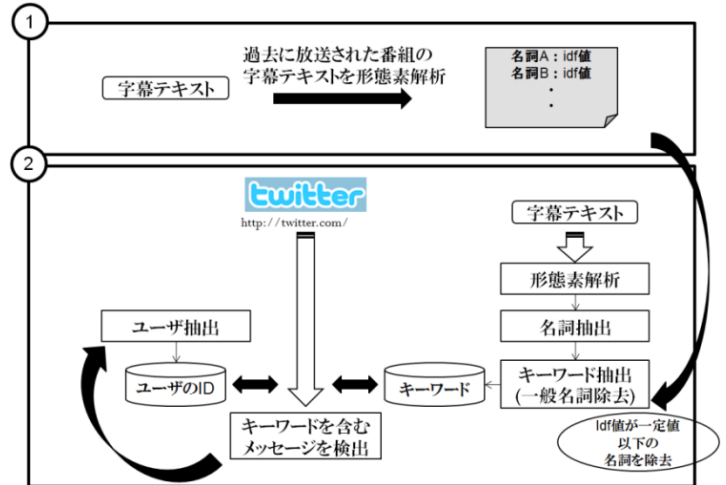 1
過去に放送された番組の
字幕テキストを形態素解析
字幕テキスト
名詞A：idf値
名詞B：idf値
・
・
2
twitter
http://twitter.com/
字幕テキスト
形態素解析
名詞抽出
キーワード抽出
(一般名詞除去)
ユーザ抽出
ユーザのID
キーワード
キーワードを含む
メッセージを検出
Idf値が一定値
以下の
名詞を除去